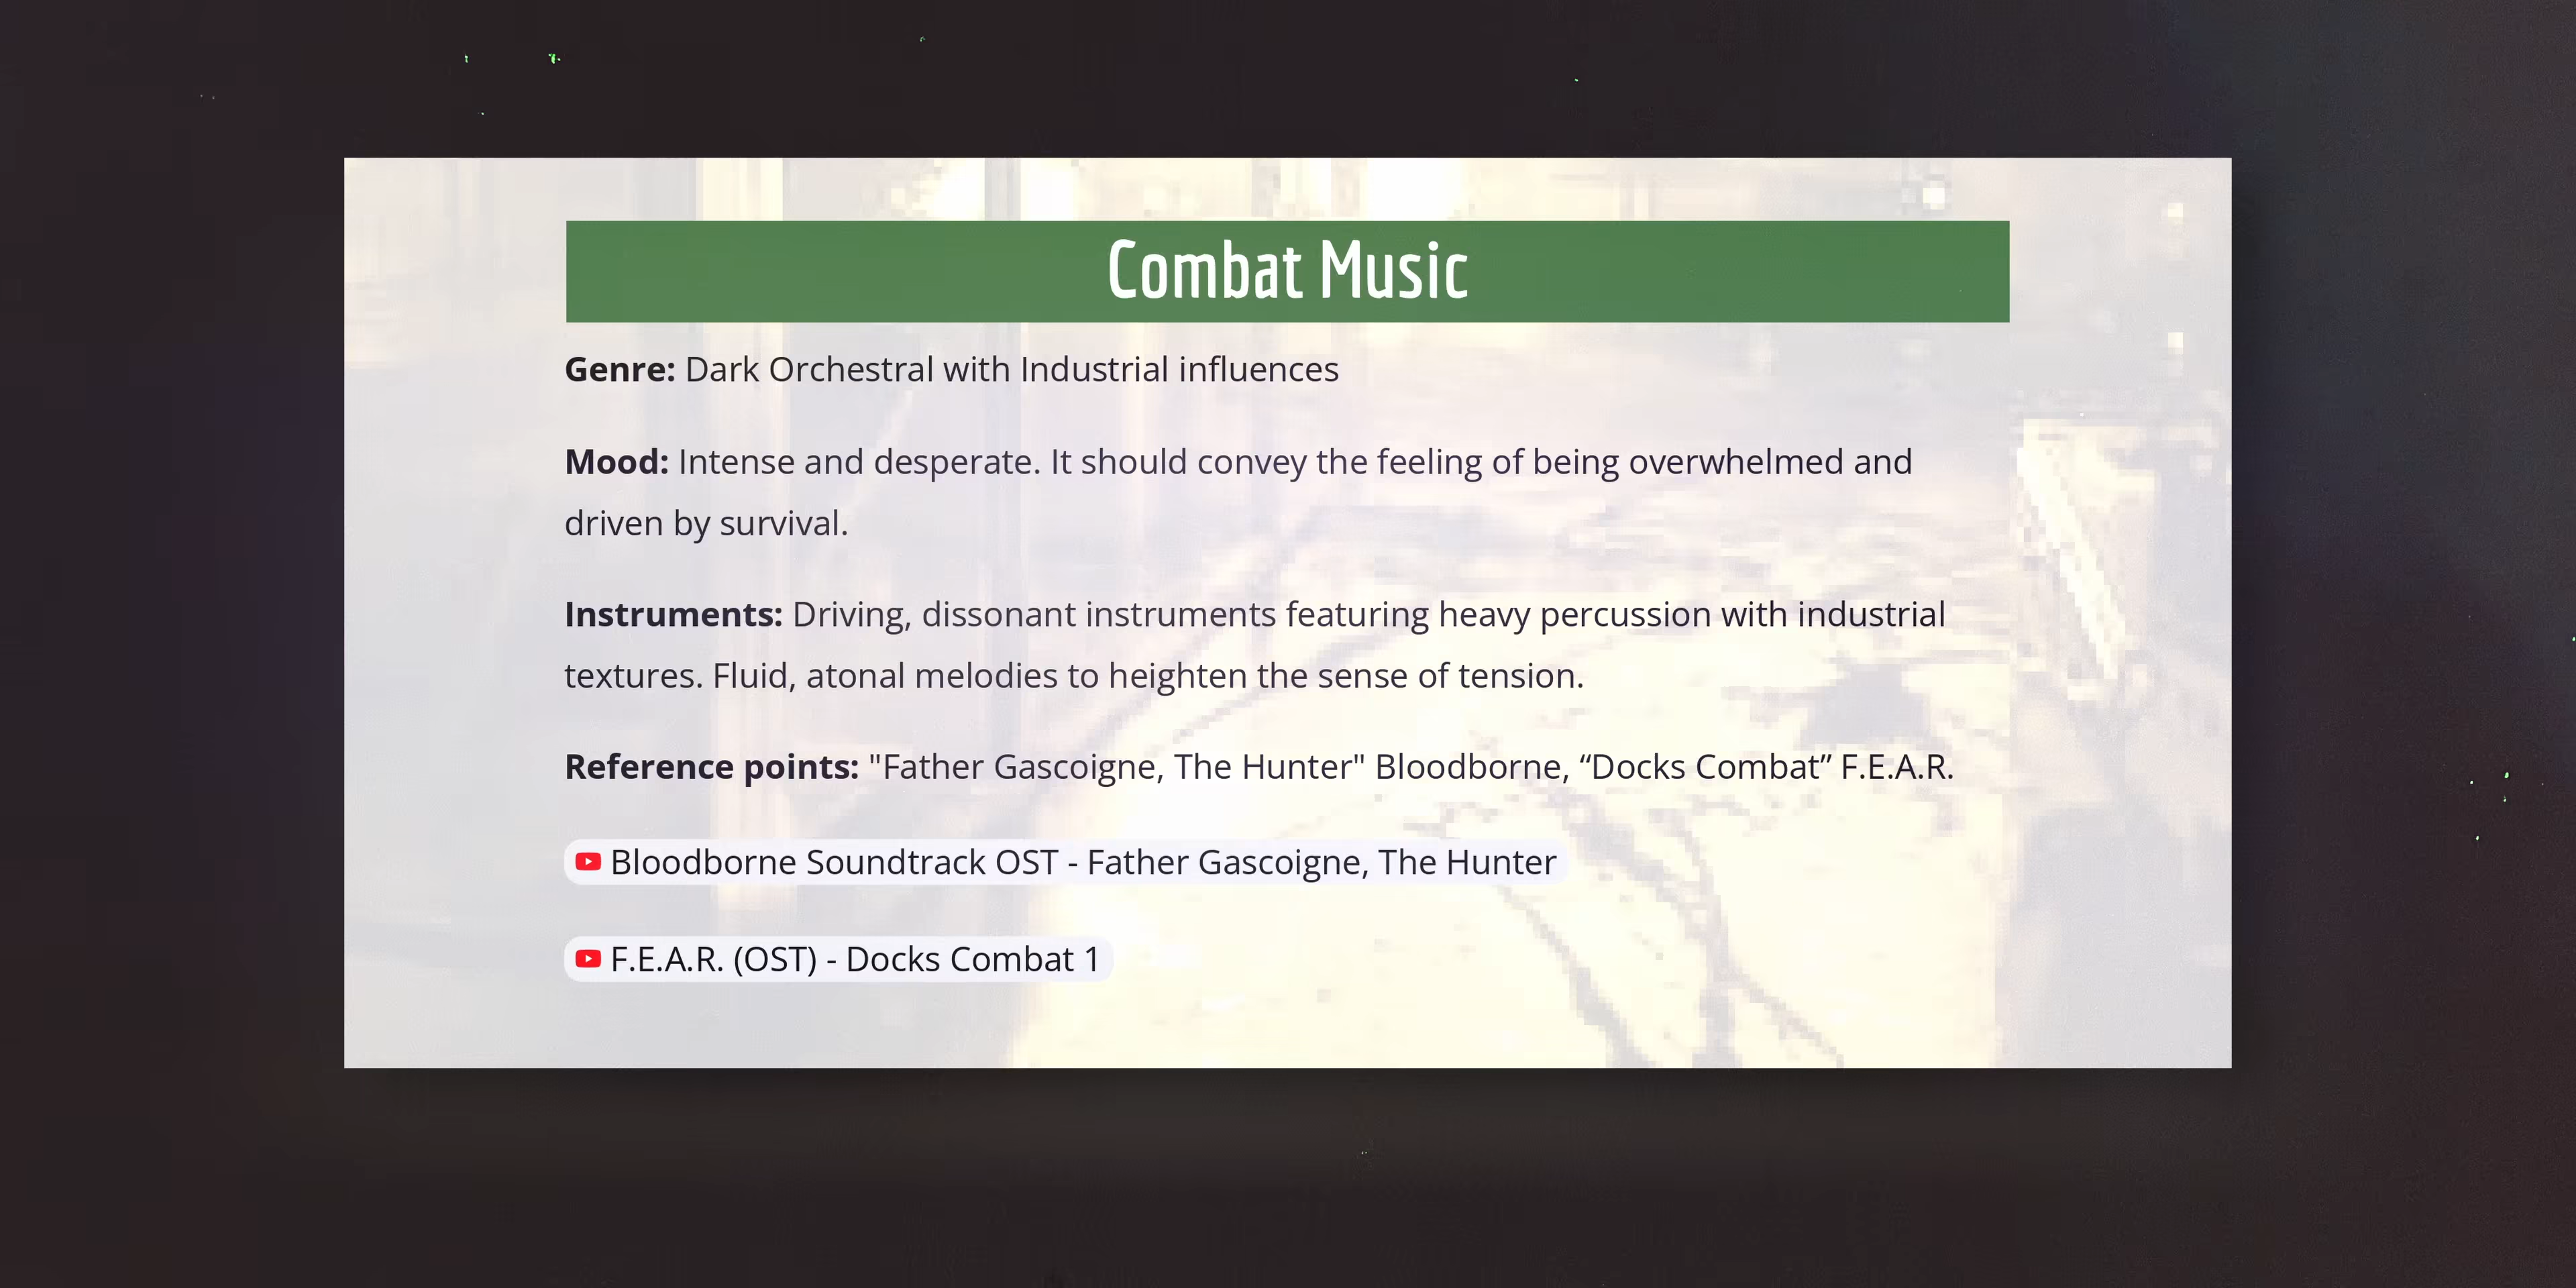 Combat Music
Genre: Dark Orchestral with Industrial influences
Mood: Intense and desperate. It should convey the feeling of being overwhelmed and
driven by survival.
Instruments: Driving, dissonant instruments featuring heavy percussion with industrial
textures. Fluid, atonal melodies to heighten the sense of tension.
Reference points: "Father Gascoigne, The Hunter" Bloodborne, “Docks Combat” F.E.A.R.
Bloodborne Soundtrack OST - Father Gascoigne, The Hunter
F.E.A.R. (OST) - Docks Combat 1